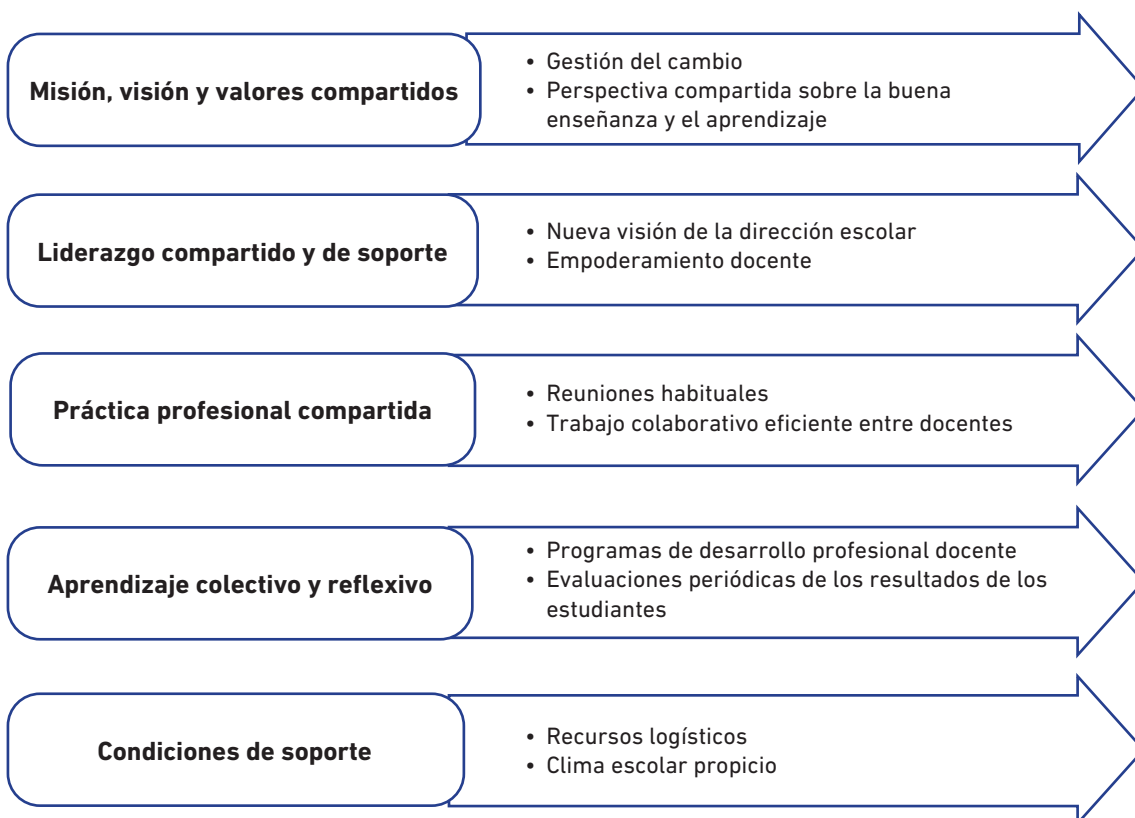 Misión, visión y valores compartidos
• Gestión del cambio
• Perspectiva compartida sobre la buena
enseñanza y el aprendizaje
Liderazgo compartido y de soporte
• Nueva visión de la dirección escolar
• Empoderamiento docente
Práctica profesional compartida
• Reuniones habituales
• Trabajo colaborativo eficiente entre docentes
Aprendizaje colectivo y reflexivo
• Programas de desarrollo profesional docente
• Evaluaciones periódicas de los resultados de los
estudiantes
Condiciones de soporte
• Recursos logísticos
• Clima escolar propicio